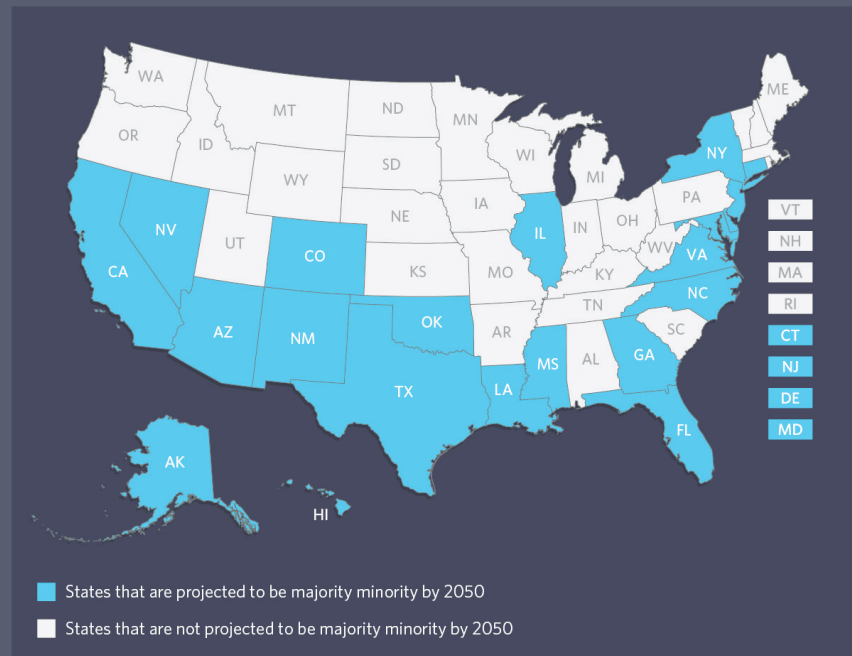 WA
MT
ND
MN
ME
OR
ID
SD
WI
MI
NY
WY
IA
PA
NE
IL
IN
OH
NV
UT
CO
WV
VA
CA
KS
MO
KY
NC
TN
AZ
NM
OK
AR
SC
MS
AL
GA
TX
LA
FL
AK
HI
VT
NH
MA
RI
CT
NJ
DE
MD
States that are projected to be majority minority by 2050
States that are not projected to be majority minority by 2050